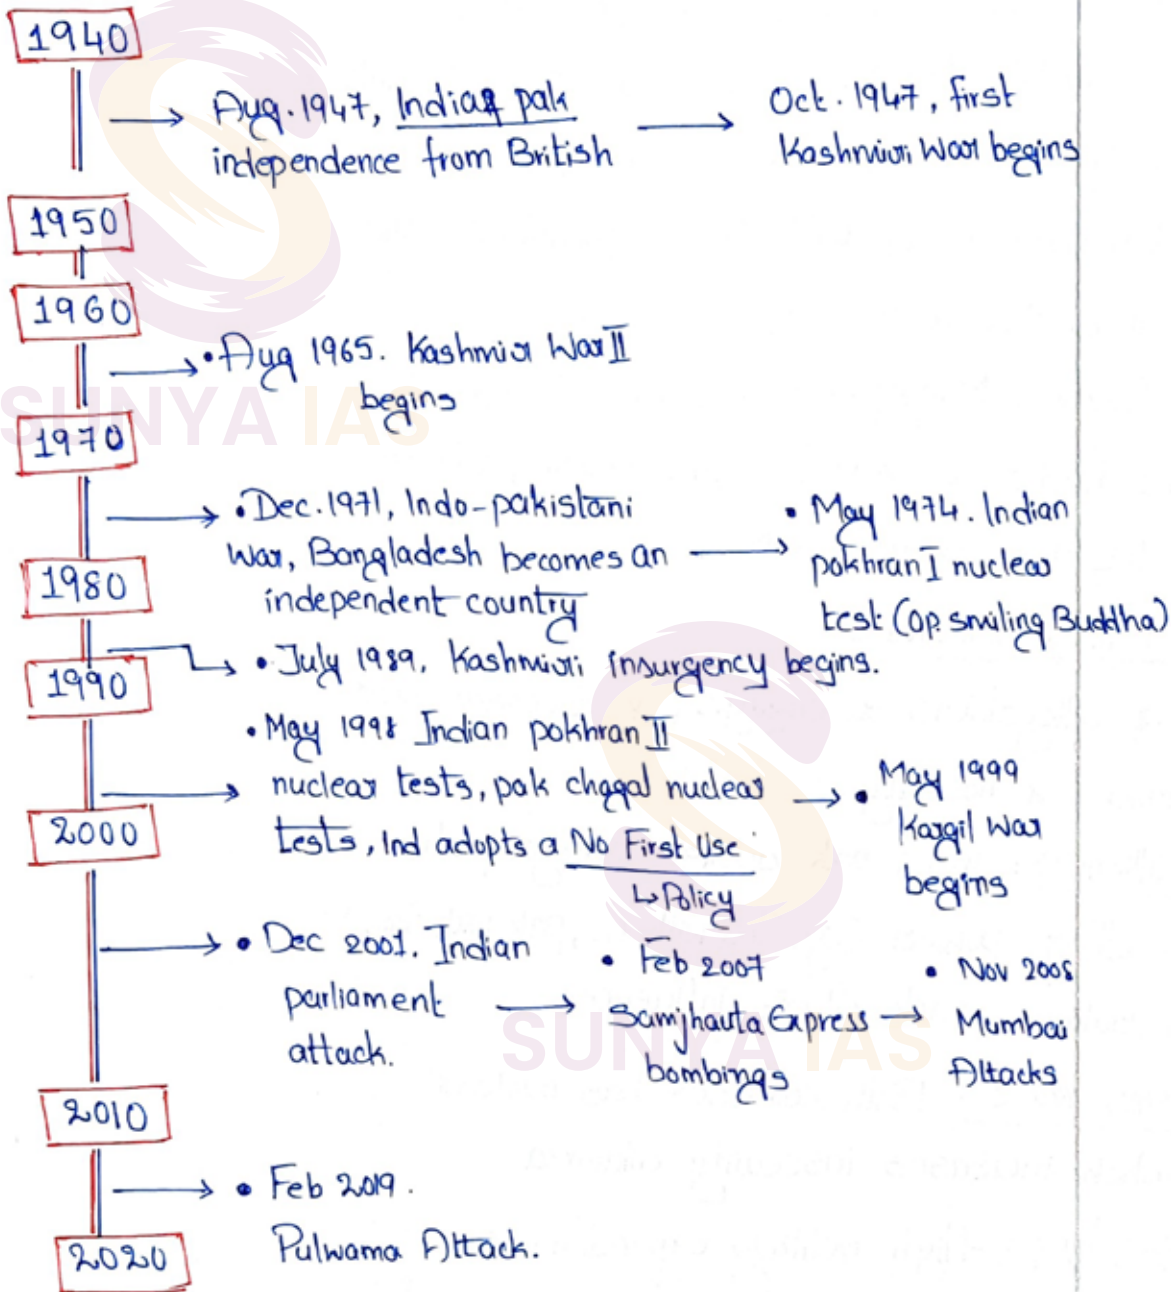 1940
Aug. 1947, India & pak
independence from British
Oct. 1947, first
Kashmiri War begins
1950
1960
• Aug 1965. Kashmir War II
begins
SUNYA IAS
1970
• Dec. 1971, Indo-pakistani
War, Bangladesh becomes an
independent country
• May 1974. Indian
pokhran I nuclear
test (Op. smiling Buddha)
1980
• July 1989. Kashmiri insurgency begins.
1990
• May 1998 Indian pokhran II
nuclear tests, pak chagal nuclear
tests, Ind adopts a No First Use
↳ Policy
• May 1999
Kargil War
begins
2000
• Dec 2001. Indian
parliament
attack.
• Feb 2007
Samjhauta Express
bombings
• Nov 2008
Mumbai
Attacks
SUNYA IAS
2010
• Feb 2019.
Pulwama Attack.
2020